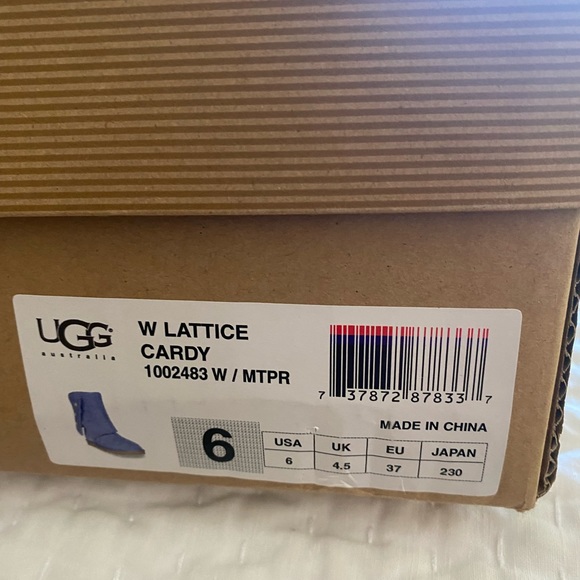 UGG®
australia
W LATTICE
CARDY
1002483 W / MTPR
7 37872 87833 7
MADE IN CHINA
6
USA UK EU JAPAN
6 4.5 37 230